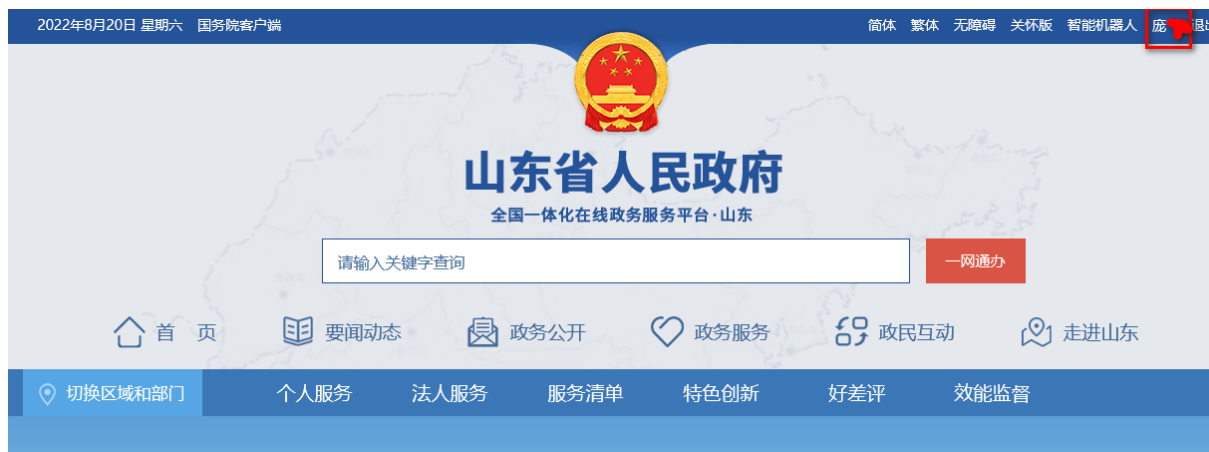 2022年8月20日 星期六 国务院客户端 简体 繁体 无障碍 关怀版 智能机器人 庞 退出
山东省人民政府
全国一体化在线政务服务平台·山东
请输入关键字查询 一网通办
首 页 要闻动态 政务公开 政务服务 政民互动 走进山东
切换区域和部门 个人服务 法人服务 服务清单 特色创新 好差评 效能监督